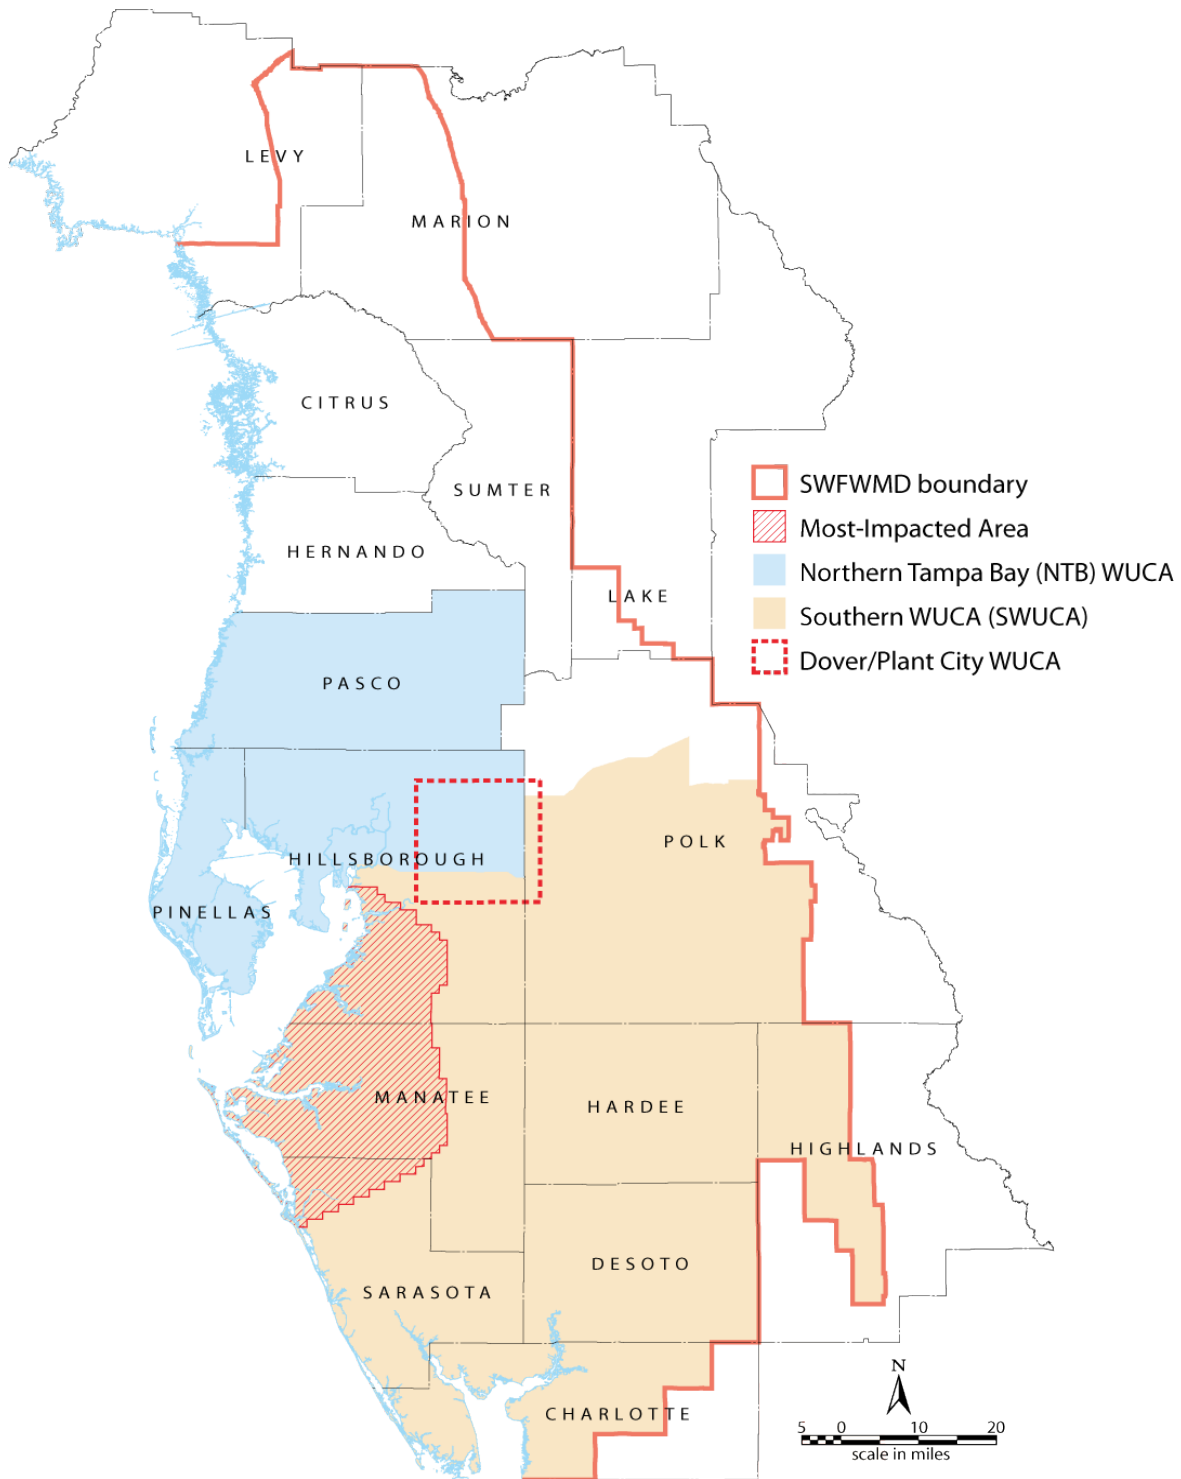 LEVY
MARION
CITRUS
SUMTER
SWFWMD boundary
Most-Impacted Area
HERNANDO
Northern Tampa Bay (NTB) WUCA
LAKE
Southern WUCA (SWUCA)
Dover/Plant City WUCA
PASCO
POLK
HILLSBOROUGH
PINELLAS
MANATEE
HARDEE
HIGHLANDS
DESOTO
SARASOTA
N
CHARLOTTE
5 0 10 20
scale in miles